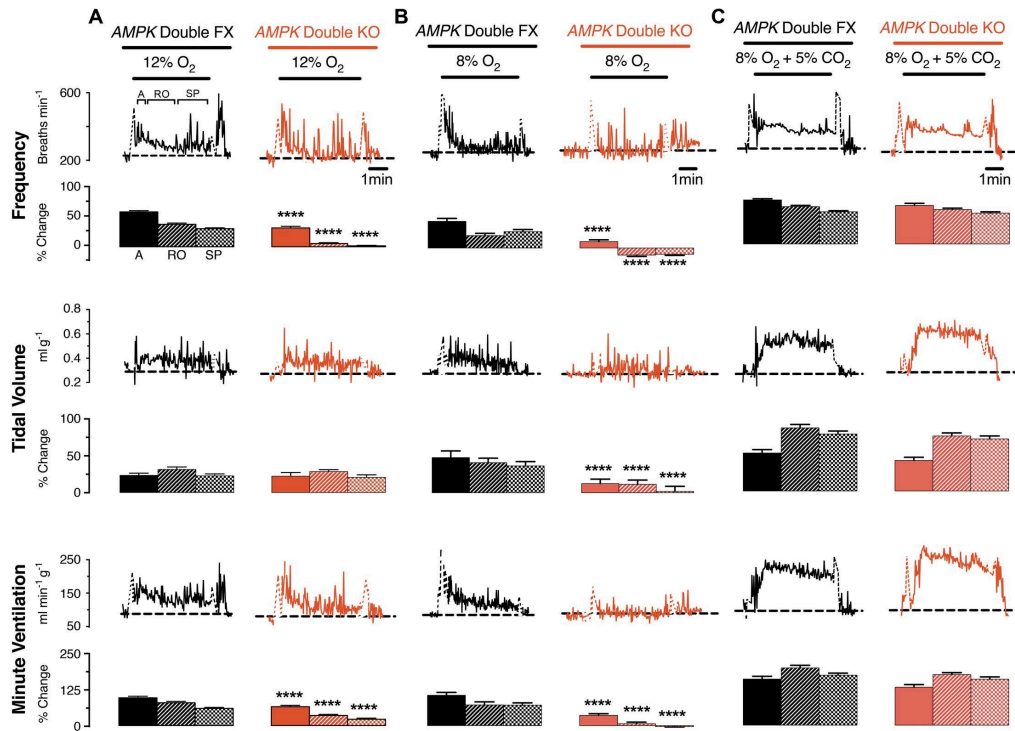 A B C
AMPK Double FX AMPK Double KO AMPK Double FX AMPK Double KO AMPK Double FX AMPK Double KO
12% O2 12% O2 8% O2 8% O2 8% O2 + 5% CO2 8% O2 + 5% CO2
Frequency
Breaths min-1
600
200
A RO SP
1min 1min 1min
% Change
100
50
0
**** **** ****
**** **** ****
A RO SP
Tidal Volume
ml g-1
0.8
0.6
0.4
0.2
% Change
100
50
0
**** **** ****
Minute Ventilation
ml min-1 g-1
250
150
50
% Change
250
125
0
**** **** ****
**** **** ****